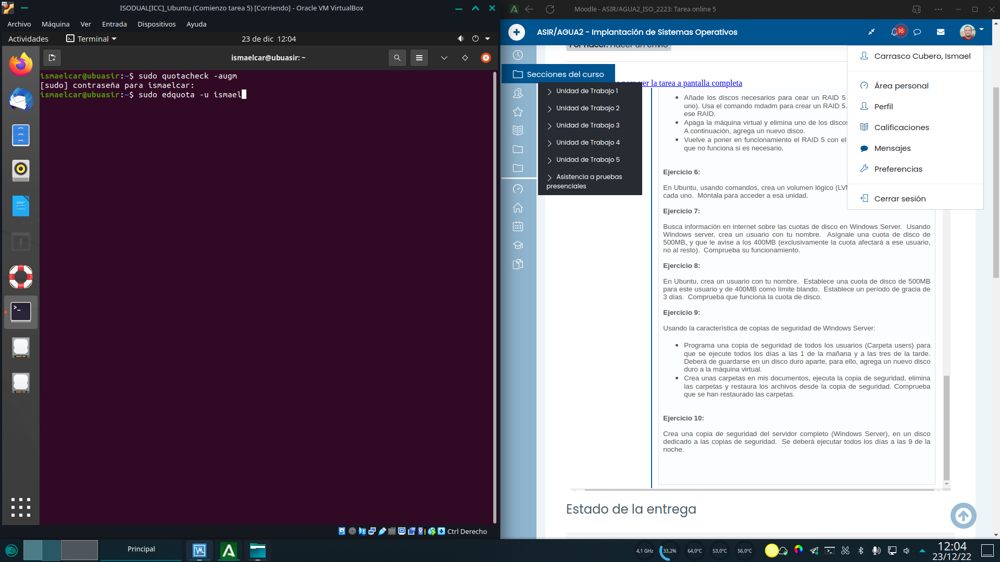 ISODUAL[ICC]_Ubuntu (Comienzo tarea 5) [Corriendo] - Oracle VM VirtualBox
Archivo Máquina Ver Entrada Dispositivos Ayuda
Actividades Terminal 23 de dic 12:04
ismaelcar@ubuasir: ~
ismaelcar@ubuasir:~$ sudo quotacheck -augm
[sudo] contraseña para ismaelcar:
ismaelcar@ubuasir:~$ sudo edquota -u ismael
Ctrl Derecho
Moodle - ASIR/AGUA2_ISO_2223: Tarea online 5
ASIR/AGUA2 - Implantación de Sistemas Operativos
16
Secciones del curso
Unidad de Trabajo 1
Unidad de Trabajo 2
Unidad de Trabajo 3
Unidad de Trabajo 4
Unidad de Trabajo 5
Asistencia a pruebas
presenciales
Carrasco Cubero, Ismael
Área personal
Perfil
Calificaciones
Mensajes
Preferencias
Cerrar sesión
ver la tarea a pantalla completa
Añade los discos necesarios para cear un RAID 5
uno). Usa el comando mdadm para crear un RAID 5.
ese RAID.
Apaga la máquina virtual y elimina uno de los discos
A continuación, agrega un nuevo disco.
Vuelve a poner en funcionamiento el RAID 5 con el
que no funciona si es necesario.
Ejercicio 6:
En Ubuntu, usando comandos, crea un volumen lógico (LVM
cada uno. Móntala para acceder a esa unidad.
Ejercicio 7:
Busca información en internet sobre las cuotas de disco en Windows Server. Usando
Windows server, crea un usuario con tu nombre. Asígnale una cuota de disco de
500MB, y que le avise a los 400MB (exclusivamente la cuota afectará a ese usuario,
no al resto). Comprueba su funcionamiento.
Ejercicio 8:
En Ubuntu, crea un usuario con tu nombre. Establece una cuota de disco de 500MB
para este usuario y de 400MB como límite blando. Establece un período de gracia de
3 días. Comprueba que funciona la cuota de disco.
Ejercicio 9:
Usando la característica de copias de seguridad de Windows Server:
Programa una copia de seguridad de todos los usuarios (Carpeta users) para
que se ejecute todos los días a las 1 de la mañana y a las tres de la tarde.
Deberá de guardarse en un disco duro aparte, para ello, agrega un nuevo disco
duro a la máquina virtual.
Crea unas carpetas en mis documentos, ejecuta la copia de seguridad, elimina
las carpetas y restaura los archivos desde la copia de seguridad. Comprueba
que se han restaurado las carpetas.
Ejercicio 10:
Crea una copia de seguridad del servidor completo (Windows Server), en un disco
dedicado a las copias de seguridad. Se deberá ejecutar todos los días a las 9 de la
noche.
Estado de la entrega
Principal
4,1 GHz 33,2% 64,0°C 53,0°C 56,0°C
12:04
23/12/22